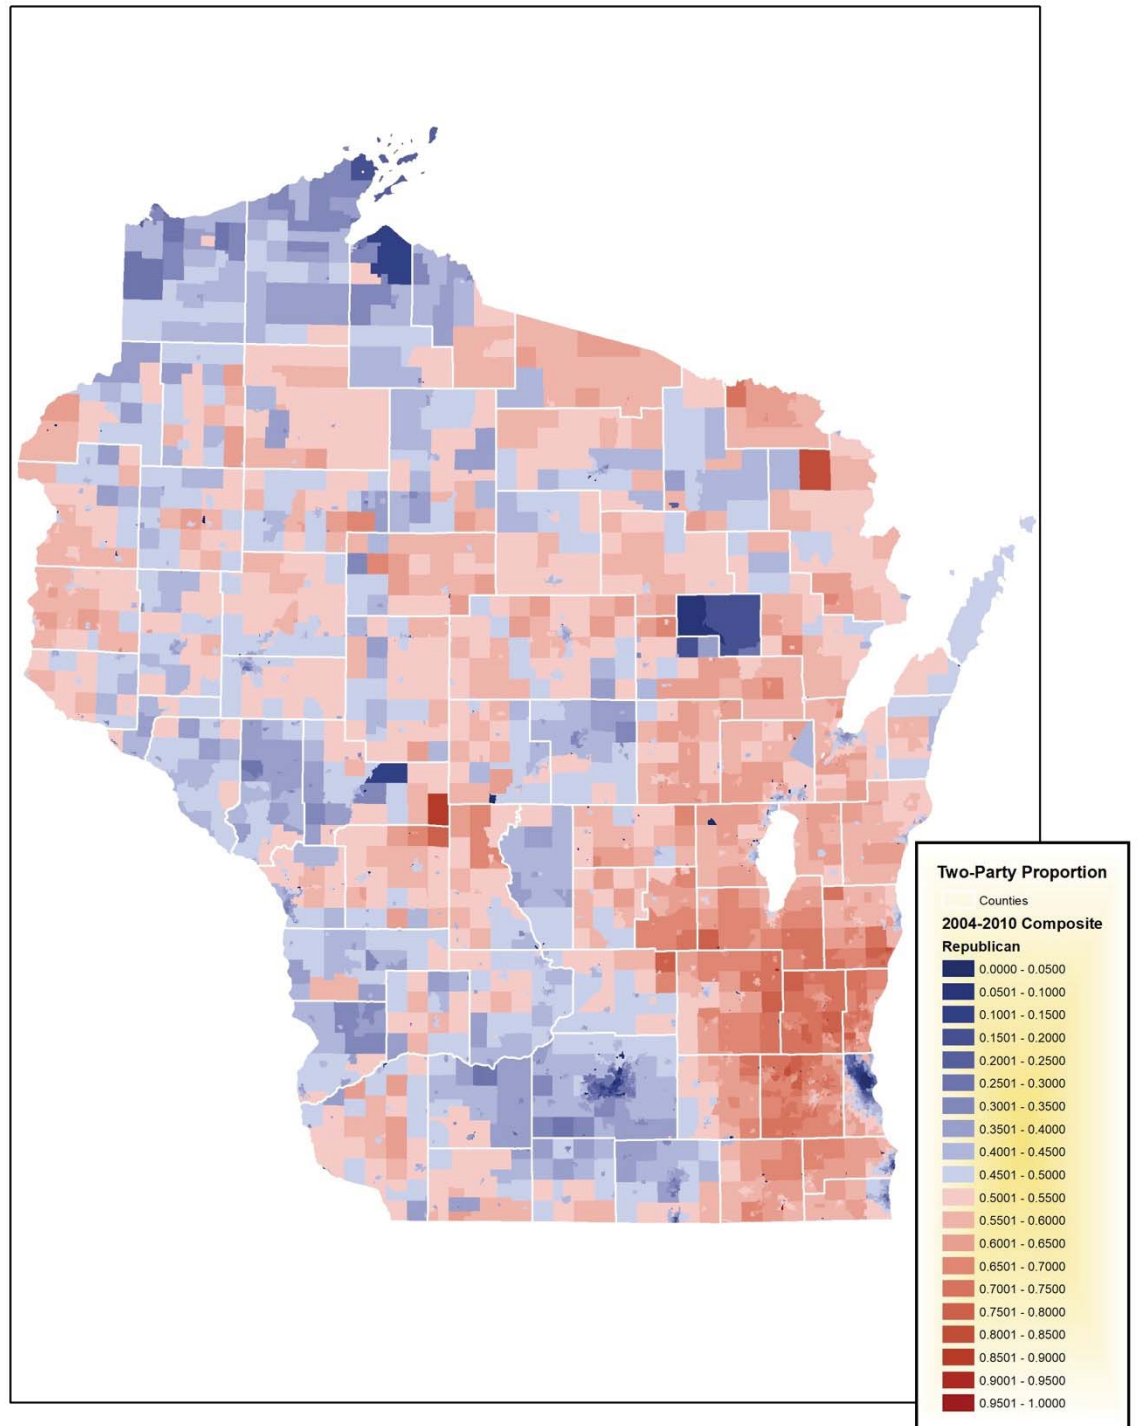 Two-Party Proportion
Counties
2004-2010 Composite
Republican
0.0000 - 0.0500
0.0501 - 0.1000
0.1001 - 0.1500
0.1501 - 0.2000
0.2001 - 0.2500
0.2501 - 0.3000
0.3001 - 0.3500
0.3501 - 0.4000
0.4001 - 0.4500
0.4501 - 0.5000
0.5001 - 0.5500
0.5501 - 0.6000
0.6001 - 0.6500
0.6501 - 0.7000
0.7001 - 0.7500
0.7501 - 0.8000
0.8001 - 0.8500
0.8501 - 0.9000
0.9001 - 0.9500
0.9501 - 1.0000